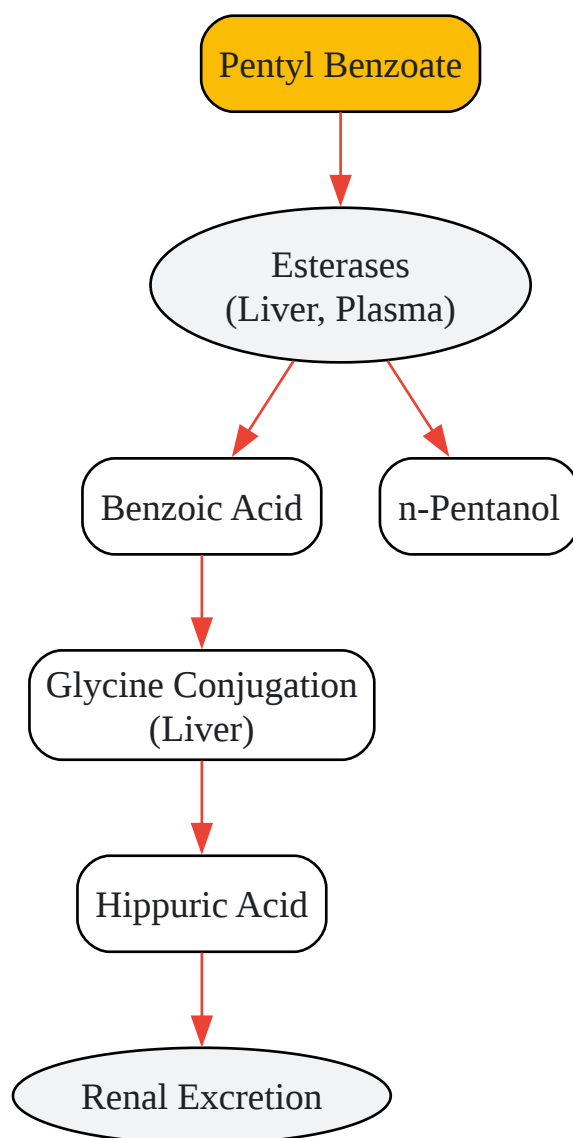 Pentyl Benzoate
Esterases
(Liver, Plasma)
Benzoic Acid
n-Pentanol
Glycine Conjugation
(Liver)
Hippuric Acid
Renal Excretion